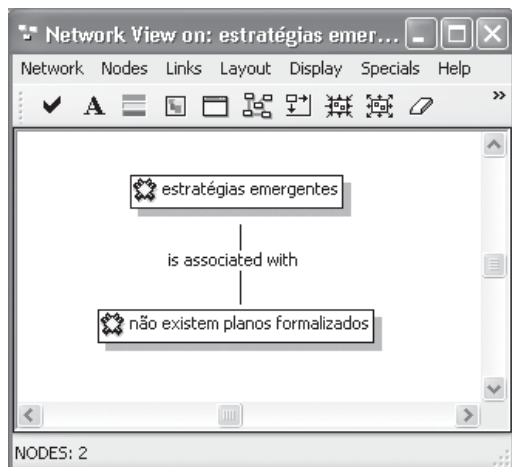 Network View on: estratégias emer...
Network Nodes Links Layout Display Specials Help
A »
estratégias emergentes
is associated with
não existem planos formalizados
NODES: 2